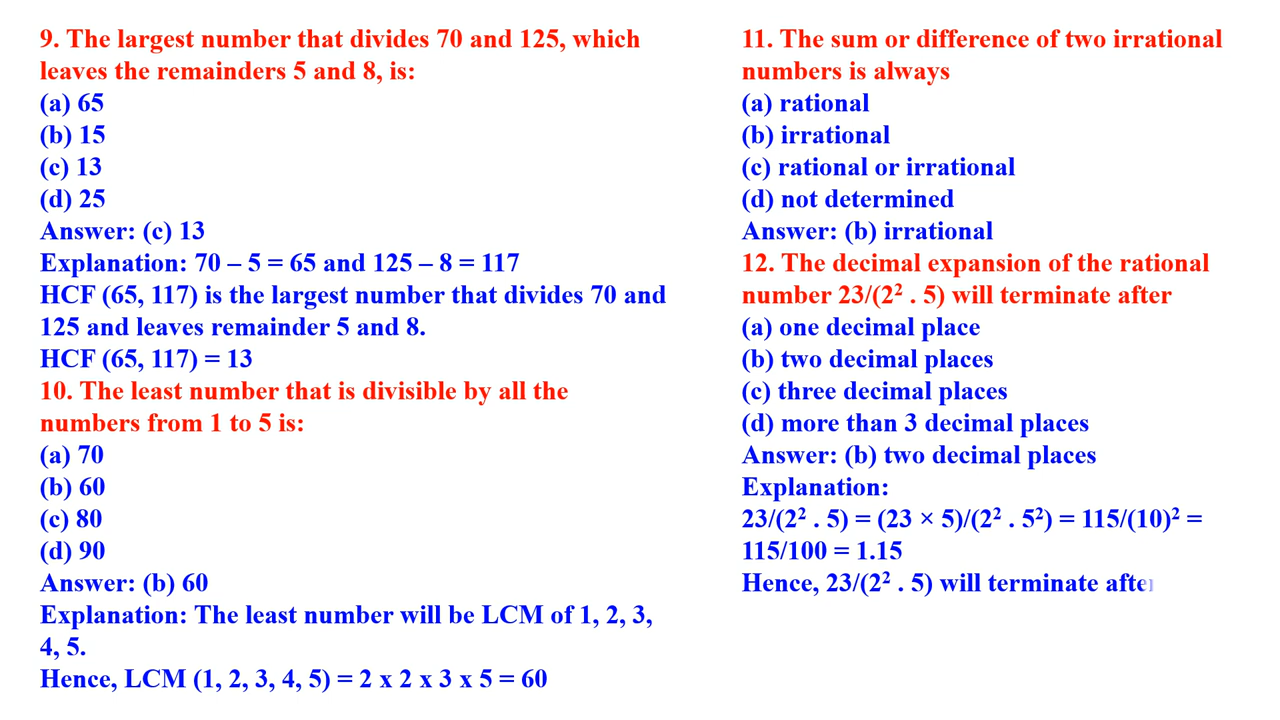 9. The largest number that divides 70 and 125, which
leaves the remainders 5 and 8, is:
(a) 65
(b) 15
(c) 13
(d) 25
Answer: (c) 13
Explanation: 70 – 5 = 65 and 125 – 8 = 117
HCF (65, 117) is the largest number that divides 70 and
125 and leaves remainder 5 and 8.
HCF (65, 117) = 13
10. The least number that is divisible by all the
numbers from 1 to 5 is:
(a) 70
(b) 60
(c) 80
(d) 90
Answer: (b) 60
Explanation: The least number will be LCM of 1, 2, 3,
4, 5.
Hence, LCM (1, 2, 3, 4, 5) = 2 x 2 x 3 x 5 = 60
11. The sum or difference of two irrational
numbers is always
(a) rational
(b) irrational
(c) rational or irrational
(d) not determined
Answer: (b) irrational
12. The decimal expansion of the rational
number 23/(2² . 5) will terminate after
(a) one decimal place
(b) two decimal places
(c) three decimal places
(d) more than 3 decimal places
Answer: (b) two decimal places
Explanation:
23/(2² . 5) = (23 × 5)/(2² . 5²) = 115/(10)² =
115/100 = 1.15
Hence, 23/(2² . 5) will terminate after